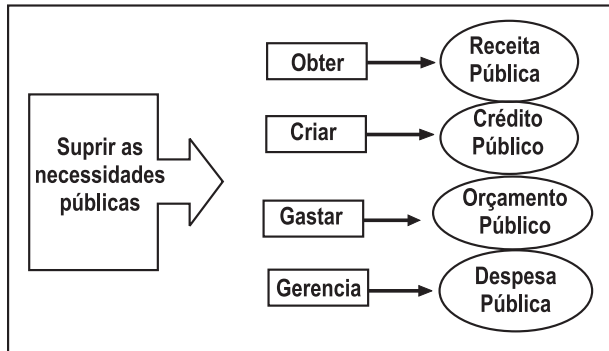 Suprir as
necessidades
públicas
Obter
Receita
Pública
Criar
Crédito
Público
Gastar
Orçamento
Público
Gerencia
Despesa
Pública